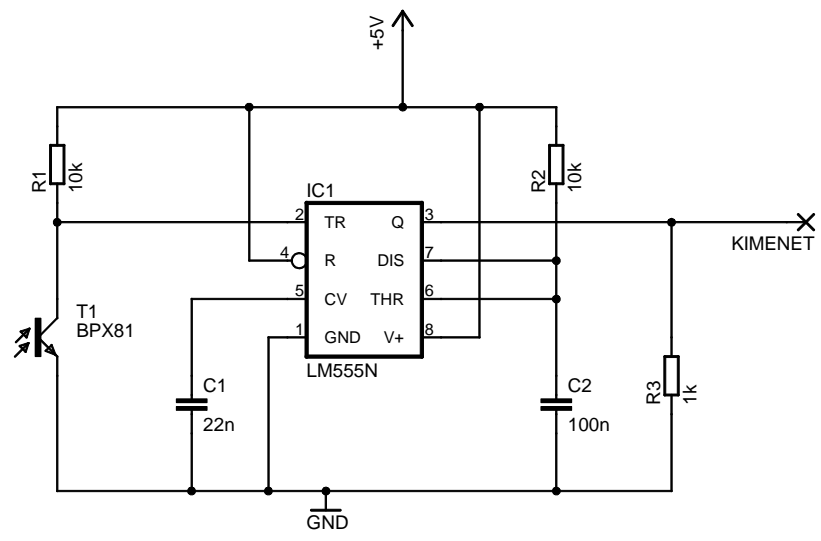 +5V
R1
10k
R2
10k
IC1
2
TR
Q
3
KIMENET
4
R
DIS
7
5
CV
THR
6
T1
BPX81
1
GND
V+
8
LM555N
C1
22n
C2
100n
R3
1k
GND